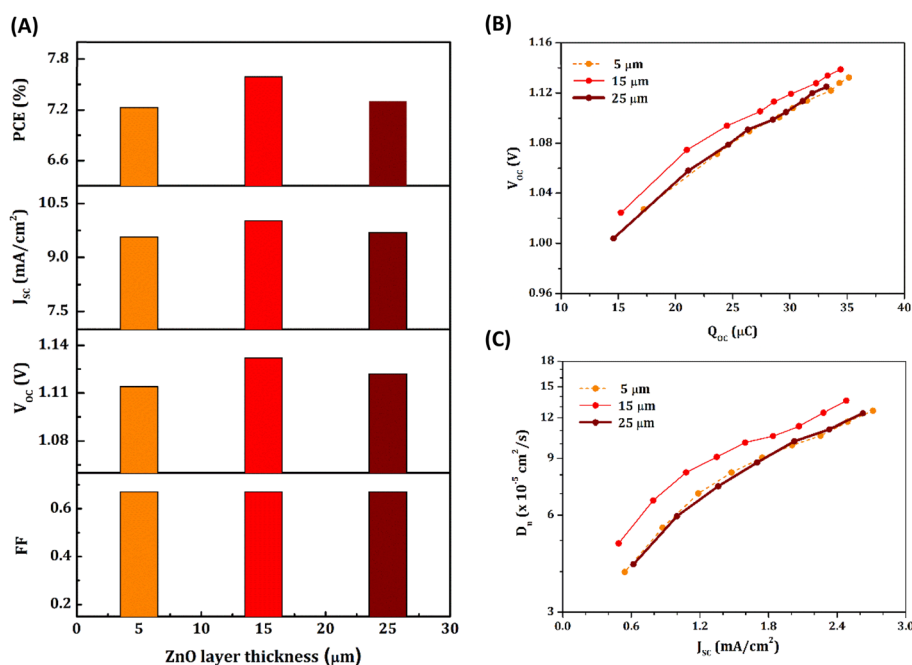 (A)
PCE (%)
7.8
7.2
6.6
J_SC (mA/cm²)
10.5
9.0
7.5
V_OC (V)
1.14
1.11
1.08
FF
0.6
0.4
0.2
0 5 10 15 20 25 30
ZnO layer thickness (μm)
(B)
5 μm
15 μm
25 μm
V_OC (V)
1.16
1.12
1.08
1.04
1.00
0.96
10 15 20 25 30 35 40
Q_OC (μC)
(C)
5 μm
15 μm
25 μm
D_n (x 10⁻⁵ cm²/s)
18
15
12
9
6
3
0.0 0.6 1.2 1.8 2.4 3.0
J_SC (mA/cm²)